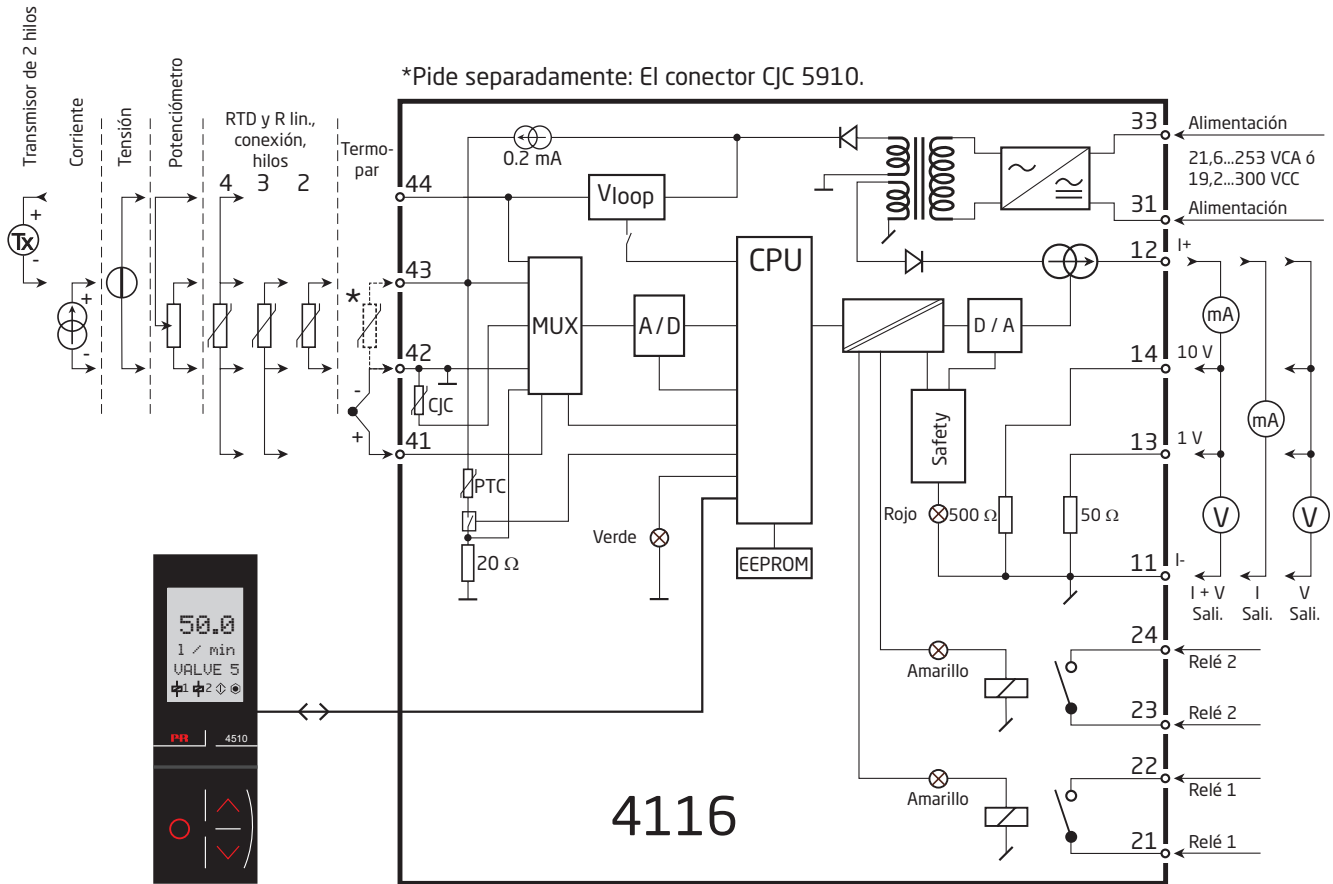 *Pide separadamente: El conector CJC 5910.
Transmisor de 2 hilos
Corriente
Tensión
Potenciómetro
RTD y R lin.,
conexión,
hilos
4 3 2
Termo-
par
+
Tx
-
+
-
*
-
+
44
43
42
41
0.2 mA
Vloop
CPU
MUX
A/D
D / A
CJC
PTC
20 Ω
Verde
EEPROM
Safety
Rojo
500 Ω
50 Ω
Amarillo
Amarillo
33
Alimentación
21,6...253 VCA ó
19,2...300 VCC
31
Alimentación
12
I+
mA
14
10 V
mA
13
1 V
V
V
11
I-
I + V
Sali.
I
Sali.
V
Sali.
24
Relé 2
23
Relé 2
22
Relé 1
21
Relé 1
50.0
l / min
VALVE 5
1 2
PR
4510
4116